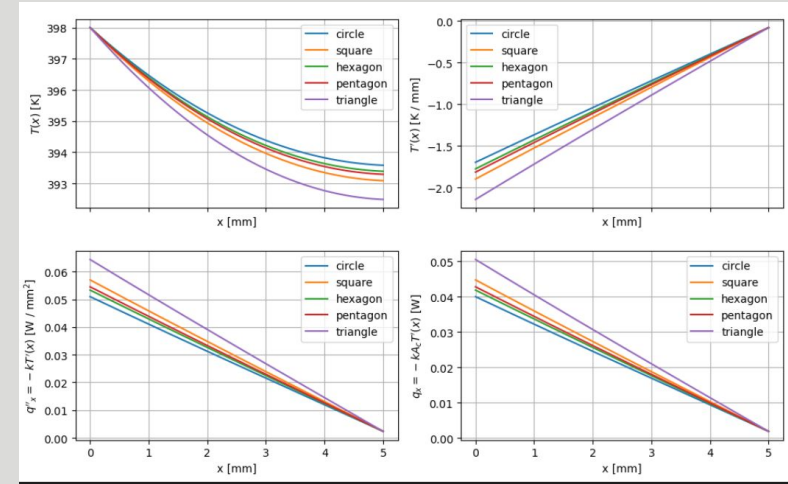 T(x) [K]
398
397
396
395
394
393
circle
square
hexagon
pentagon
triangle
x [mm]
T'(x) [K / mm]
0.0
−0.5
−1.0
−1.5
−2.0
circle
square
hexagon
pentagon
triangle
x [mm]
q''ₓ = −kT'(x) [W / mm²]
0.06
0.05
0.04
0.03
0.02
0.01
0.00
circle
square
hexagon
pentagon
triangle
0 1 2 3 4 5
x [mm]
qₓ = −kA_cT'(x) [W]
0.05
0.04
0.03
0.02
0.01
0.00
circle
square
hexagon
pentagon
triangle
0 1 2 3 4 5
x [mm]